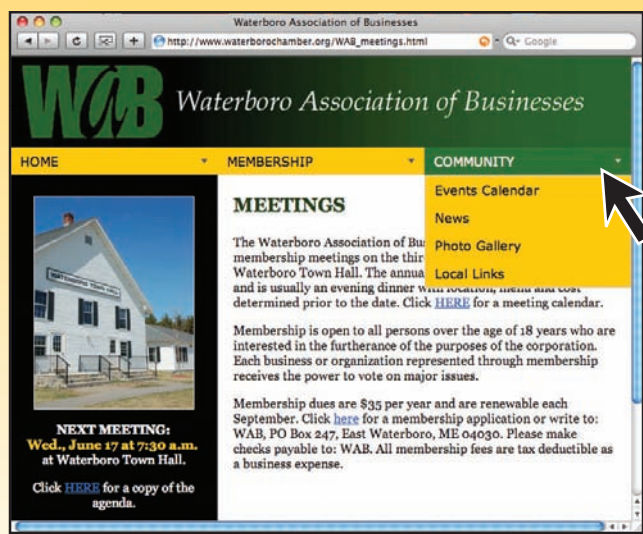 Waterboro Association of Businesses
http://www.waterborochamber.org/WAB_meetings.html
Google
WAB
Waterboro Association of Businesses
HOME
MEMBERSHIP
COMMUNITY
Events Calendar
News
Photo Gallery
Local Links
WATERBORO TOWN HALL
NEXT MEETING:
Wed., June 17 at 7:30 a.m.
at Waterboro Town Hall.
Click HERE for a copy of the
agenda.
MEETINGS
The Waterboro Association of
membership meetings on the
Waterboro Town Hall. The
and is usually an evening dinner with location, menu and cost
determined prior to the date. Click HERE for a meeting calendar.
Membership is open to all persons over the age of 18 years who are
interested in the furtherance of the purposes of the corporation.
Each business or organization represented through membership
receives the power to vote on major issues.
Membership dues are $35 per year and are renewable each
September. Click here for a membership application or write to:
WAB, PO Box 247, East Waterboro, ME 04030. Please make
checks payable to: WAB. All membership fees are tax deductible as
a business expense.